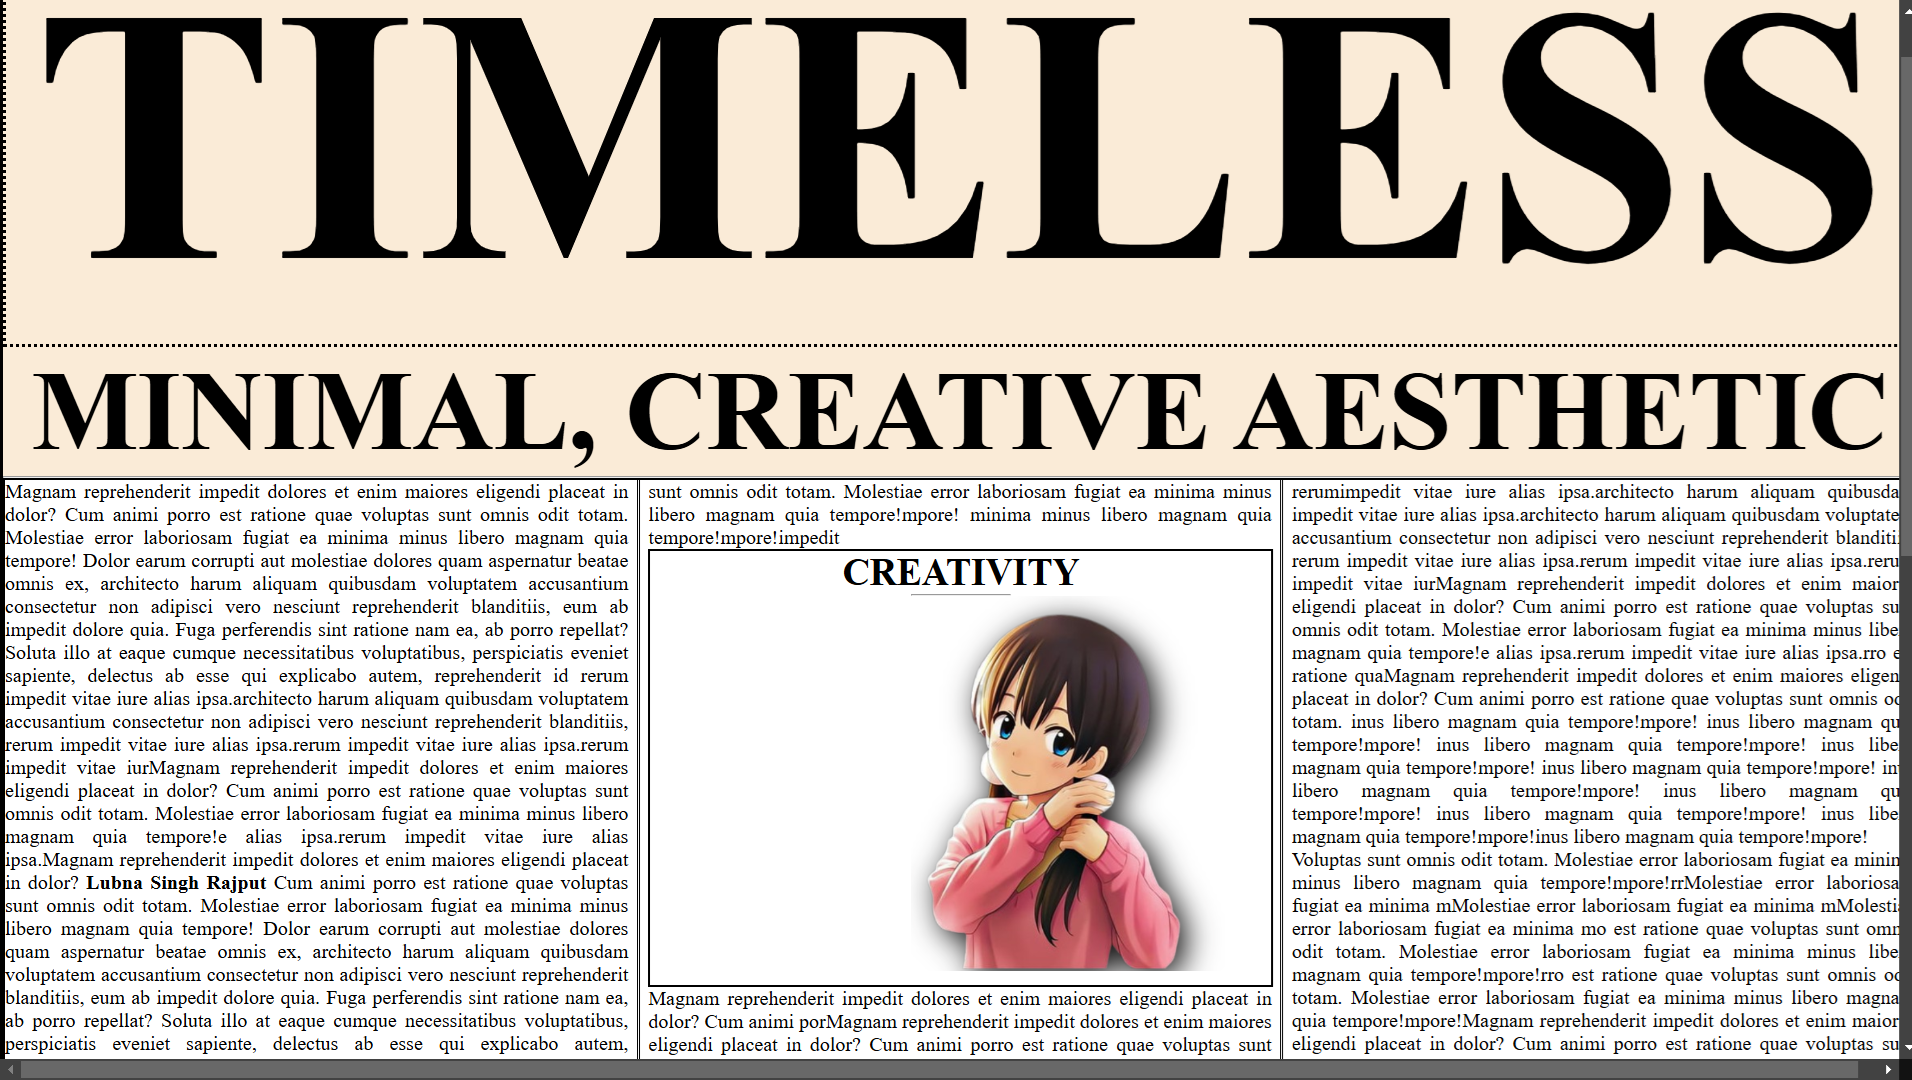 TIMELESS
MINIMAL, CREATIVE AESTHETIC
Magnam reprehenderit impedit dolores et enim maiores eligendi placeat in
dolor? Cum animi porro est ratione quae voluptas sunt omnis odit totam.
Molestiae error laboriosam fugiat ea minima minus libero magnam quia
tempore! Dolor earum corrupti aut molestiae dolores quam aspernatur beatae
omnis ex, architecto harum aliquam quibusdam voluptatem accusantium
consectetur non adipisci vero nesciunt reprehenderit blanditiis, eum ab
impedit dolore quia. Fuga perferendis sint ratione nam ea, ab porro repellat?
Soluta illo at eaque cumque necessitatibus voluptatibus, perspiciatis eveniet
sapiente, delectus ab esse qui explicabo autem, reprehenderit id rerum
impedit vitae iure alias ipsa.architecto harum aliquam quibusdam voluptatem
accusantium consectetur non adipisci vero nesciunt reprehenderit blanditiis,
rerum impedit vitae iure alias ipsa.rerum impedit vitae iure alias ipsa.rerum
impedit vitae iurMagnam reprehenderit impedit dolores et enim maiores
eligendi placeat in dolor? Cum animi porro est ratione quae voluptas sunt
omnis odit totam. Molestiae error laboriosam fugiat ea minima minus libero
magnam quia tempore!e alias ipsa.rerum impedit vitae iure alias
ipsa.Magnam reprehenderit impedit dolores et enim maiores eligendi placeat
in dolor? Lubna Singh Rajput Cum animi porro est ratione quae voluptas
sunt omnis odit totam. Molestiae error laboriosam fugiat ea minima minus
libero magnam quia tempore! Dolor earum corrupti aut molestiae dolores
quam aspernatur beatae omnis ex, architecto harum aliquam quibusdam
voluptatem accusantium consectetur non adipisci vero nesciunt reprehenderit
blanditiis, eum ab impedit dolore quia. Fuga perferendis sint ratione nam ea,
ab porro repellat? Soluta illo at eaque cumque necessitatibus voluptatibus,
perspiciatis eveniet sapiente, delectus ab esse qui explicabo autem,
sunt omnis odit totam. Molestiae error laboriosam fugiat ea minima minus
libero magnam quia tempore!mpore! minima minus libero magnam quia
tempore!mpore!impedit
CREATIVITY
Magnam reprehenderit impedit dolores et enim maiores eligendi placeat in
dolor? Cum animi porMagnam reprehenderit impedit dolores et enim maiores
eligendi placeat in dolor? Cum animi porro est ratione quae voluptas sunt
rerumimpedit vitae iure alias ipsa.architecto harum aliquam quibusda
impedit vitae iure alias ipsa.architecto harum aliquam quibusdam voluptate
accusantium consectetur non adipisci vero nesciunt reprehenderit blanditi
rerum impedit vitae iure alias ipsa.rerum impedit vitae iure alias ipsa.reru
impedit vitae iurMagnam reprehenderit impedit dolores et enim maior
eligendi placeat in dolor? Cum animi porro est ratione quae voluptas su
omnis odit totam. Molestiae error laboriosam fugiat ea minima minus libe
magnam quia tempore!e alias ipsa.rerum impedit vitae iure alias ipsa.rro e
ratione quaMagnam reprehenderit impedit dolores et enim maiores eligen
placeat in dolor? Cum animi porro est ratione quae voluptas sunt omnis od
totam. inus libero magnam quia tempore!mpore! inus libero magnam qu
tempore!mpore! inus libero magnam quia tempore!mpore! inus libe
magnam quia tempore!mpore! inus libero magnam quia tempore!mpore! in
libero magnam quia tempore!mpore! inus libero magnam qu
tempore!mpore! inus libero magnam quia tempore!mpore! inus libe
magnam quia tempore!mpore!inus libero magnam quia tempore!mpore!
Voluptas sunt omnis odit totam. Molestiae error laboriosam fugiat ea minin
minus libero magnam quia tempore!mpore!rrMolestiae error laboriosa
fugiat ea minima mMolestiae error laboriosam fugiat ea minima mMolesti
error laboriosam fugiat ea minima mo est ratione quae voluptas sunt omn
odit totam. Molestiae error laboriosam fugiat ea minima minus libe
magnam quia tempore!mpore!rro est ratione quae voluptas sunt omnis od
totam. Molestiae error laboriosam fugiat ea minima minus libero magna
quia tempore!mpore!Magnam reprehenderit impedit dolores et enim maior
eligendi placeat in dolor? Cum animi porro est ratione quae voluptas su